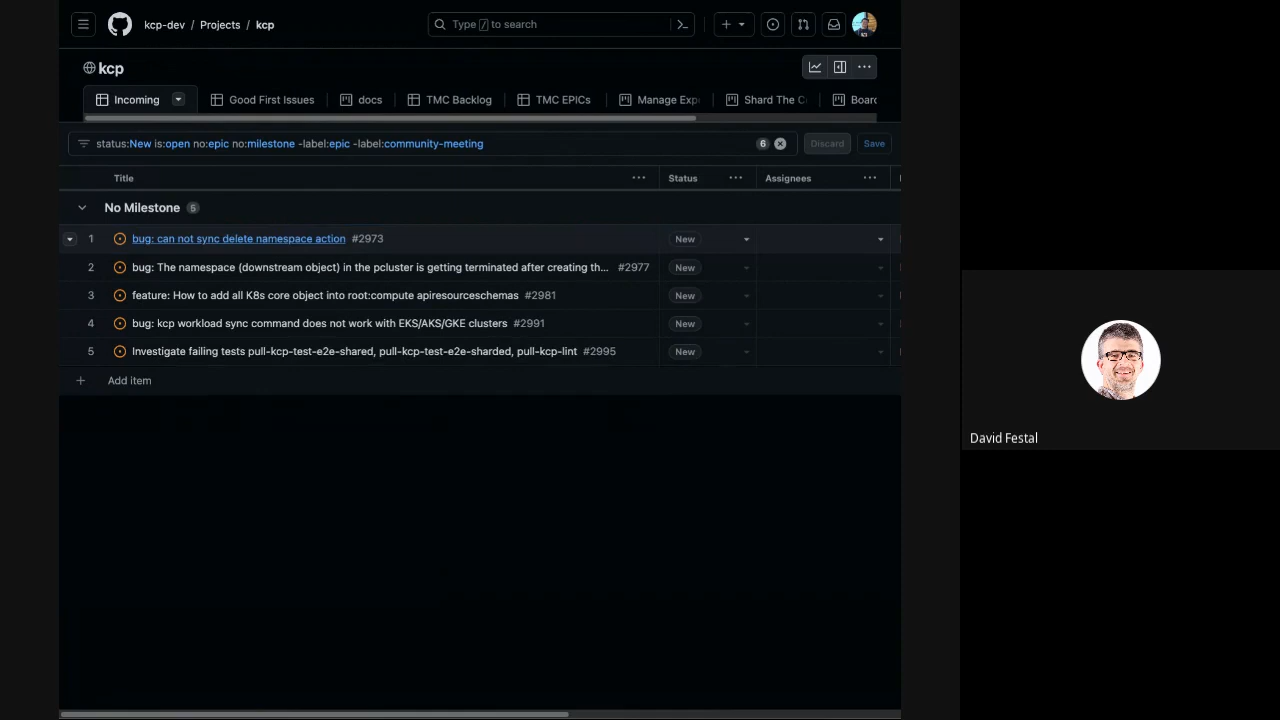 kcp-dev / Projects / kcp
Type / to search
kcp
Incoming
Good First Issues
docs
TMC Backlog
TMC EPICs
Manage Exp
Shard The C
Board
status:New is:open no:epic no:milestone -label:epic -label:community-meeting
6
Discard
Save
Title
Status
Assignees
No Milestone 5
1 bug: can not sync delete namespace action #2973 New
2 bug: The namespace (downstream object) in the pcluster is getting terminated after creating th... #2977 New
3 feature: How to add all K8s core object into root:compute apiresourceschemas #2981 New
4 bug: kcp workload sync command does not work with EKS/AKS/GKE clusters #2991 New
5 Investigate failing tests pull-kcp-test-e2e-shared, pull-kcp-test-e2e-sharded, pull-kcp-lint #2995 New
+ Add item
David Festal